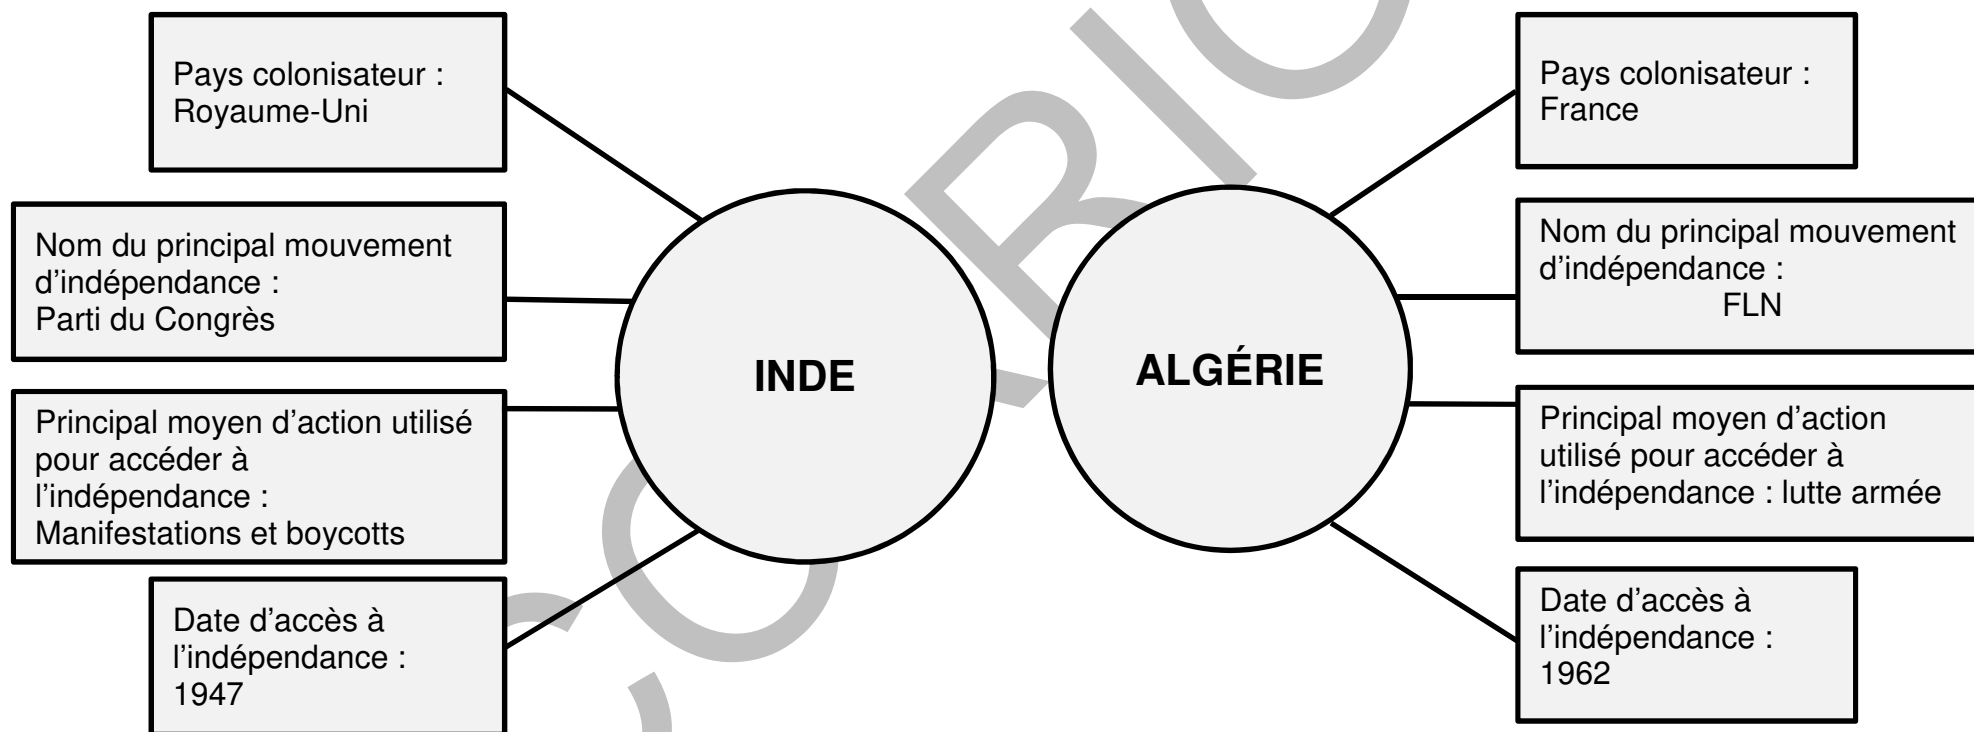 Pays colonisateur :
Royaume-Uni
Nom du principal mouvement
d'indépendance :
Parti du Congrès
Principal moyen d'action utilisé
pour accéder à
l'indépendance :
Manifestations et boycotts
Date d'accès à
l'indépendance :
1947
INDE
ALGÉRIE
Pays colonisateur :
France
Nom du principal mouvement
d'indépendance :
FLN
Principal moyen d'action
utilisé pour accéder à
l'indépendance : lutte armée
Date d'accès à
l'indépendance :
1962